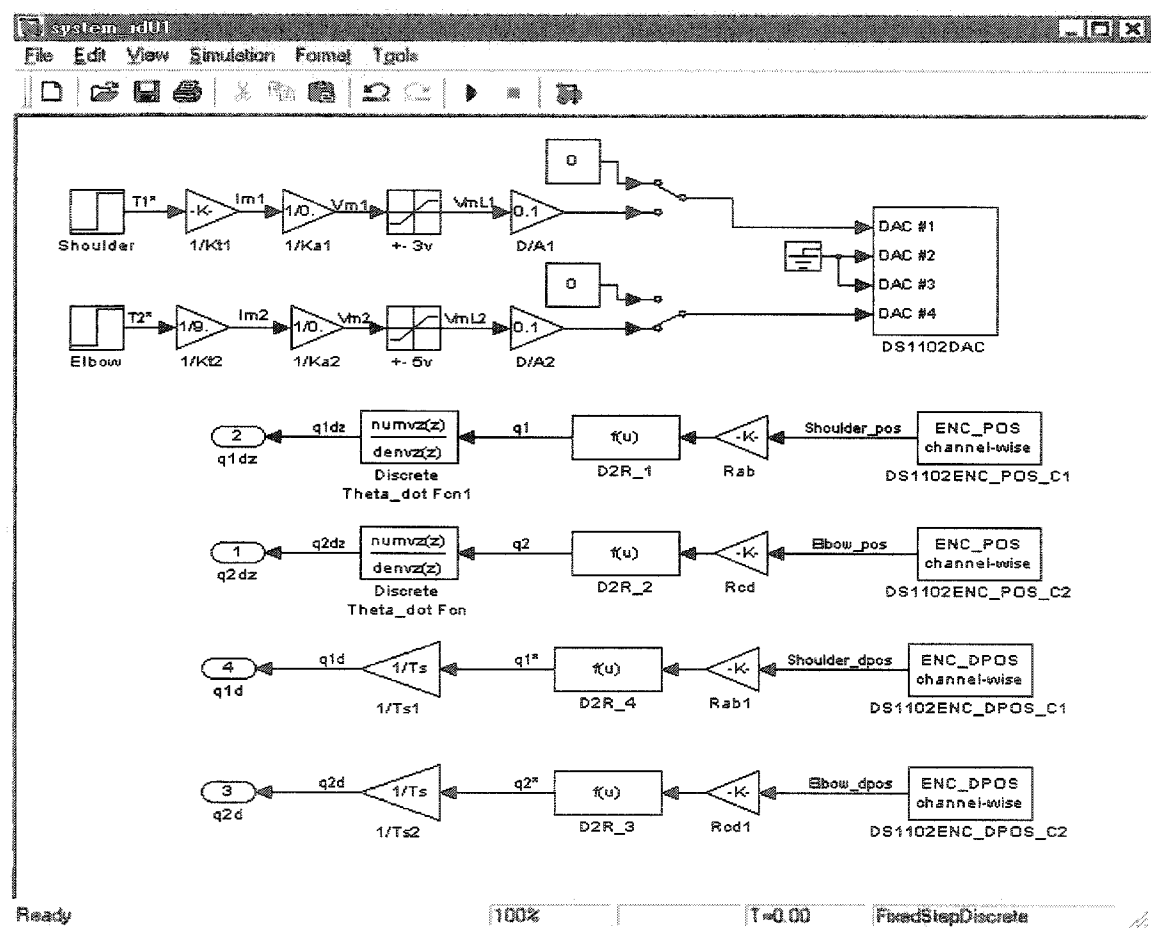 system_id01
File Edit View Simulation Format Tools
0
T1* -K- Im1 1/0. Vm1 VmL1 0.1
Shoulder 1/Kt1 1/Ka1 +- 3v D/A1
DAC #1
DAC #2
DAC #3
DAC #4
DS1102DAC
0
T2* 1/9. Im2 1/0. Vm2 VmL2 0.1
Elbow 1/Kt2 1/Ka2 +- 5v D/A2
2 q1dz numvz(z) denvz(z) q1 f(u) -K- Shoulder_pos ENC_POS channel-wise
q1dz Discrete Theta_dot Fcn1 D2R_1 Rab DS1102ENC_POS_C1
1 q2dz numvz(z) denvz(z) q2 f(u) -K- Elbow_pos ENC_POS channel-wise
q2dz Discrete Theta_dot Fcn D2R_2 Rcd DS1102ENC_POS_C2
4 q1d 1/Ts q1* f(u) -K- Shoulder_dpos ENC_DPOS channel-wise
q1d 1/Ts1 D2R_4 Rab1 DS1102ENC_DPOS_C1
3 q2d 1/Ts q2* f(u) -K- Elbow_dpos ENC_DPOS channel-wise
q2d 1/Ts2 D2R_3 Rcd1 DS1102ENC_DPOS_C2
Ready 100% T=0.00 FixedStepDiscrete